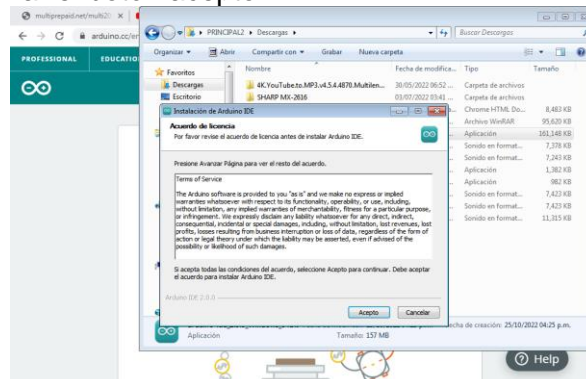 multiprepaid.net/multi2
arduino.cc/er
PROFESSIONAL
EDUCATIO
PRINCIPAL2 ▸ Descargas ▸
Buscar Descargas
Organizar
Abrir
Compartir con
Grabar
Nueva carpeta
Favoritos
Descargas
Escritorio
Nombre
Fecha de modifica...
Tipo
Tamaño
4K.YouTube.to.MP3.v4.5.4.4870.Multilen...
30/05/2022 06:52 ...
Carpeta de archivos
SHARP MX-2616
03/07/2022 03:41 ...
Carpeta de archivos
Chrome HTML Do...
8,483 KB
Archivo WinRAR
95,620 KB
Aplicación
161,148 KB
Sonido en format...
7,378 KB
Sonido en format...
7,243 KB
Aplicación
1,382 KB
Aplicación
982 KB
Sonido en format...
7,423 KB
Sonido en format...
7,423 KB
Sonido en format...
11,315 KB
Instalación de Arduino IDE
Acuerdo de licencia
Por favor revise el acuerdo de licencia antes de instalar Arduino IDE.
Presione Avanzar Página para ver el resto del acuerdo.
Terms of Service
The Arduino software is provided to you "as is" and we make no express or implied
warranties whatsoever with respect to its functionality, operability, or use, including,
without limitation, any implied warranties of merchantability, fitness for a particular purpose,
or infringement. We expressly disclaim any liability whatsoever for any direct, indirect,
consequential, incidental or special damages, including, without limitation, lost revenues, lost
profits, losses resulting from business interruption or loss of data, regardless of the form of
action or legal theory under which the liability may be asserted, even if advised of the
possibility or likelihood of such damages.
Si acepta todas las condiciones del acuerdo, seleccione Acepto para continuar. Debe aceptar
el acuerdo para instalar Arduino IDE.
Arduino IDE 2.0.0
Acepto
Cancelar
cha de creación: 25/10/2022 04:25 p.m.
Aplicación
Tamaño: 157 MB
Help